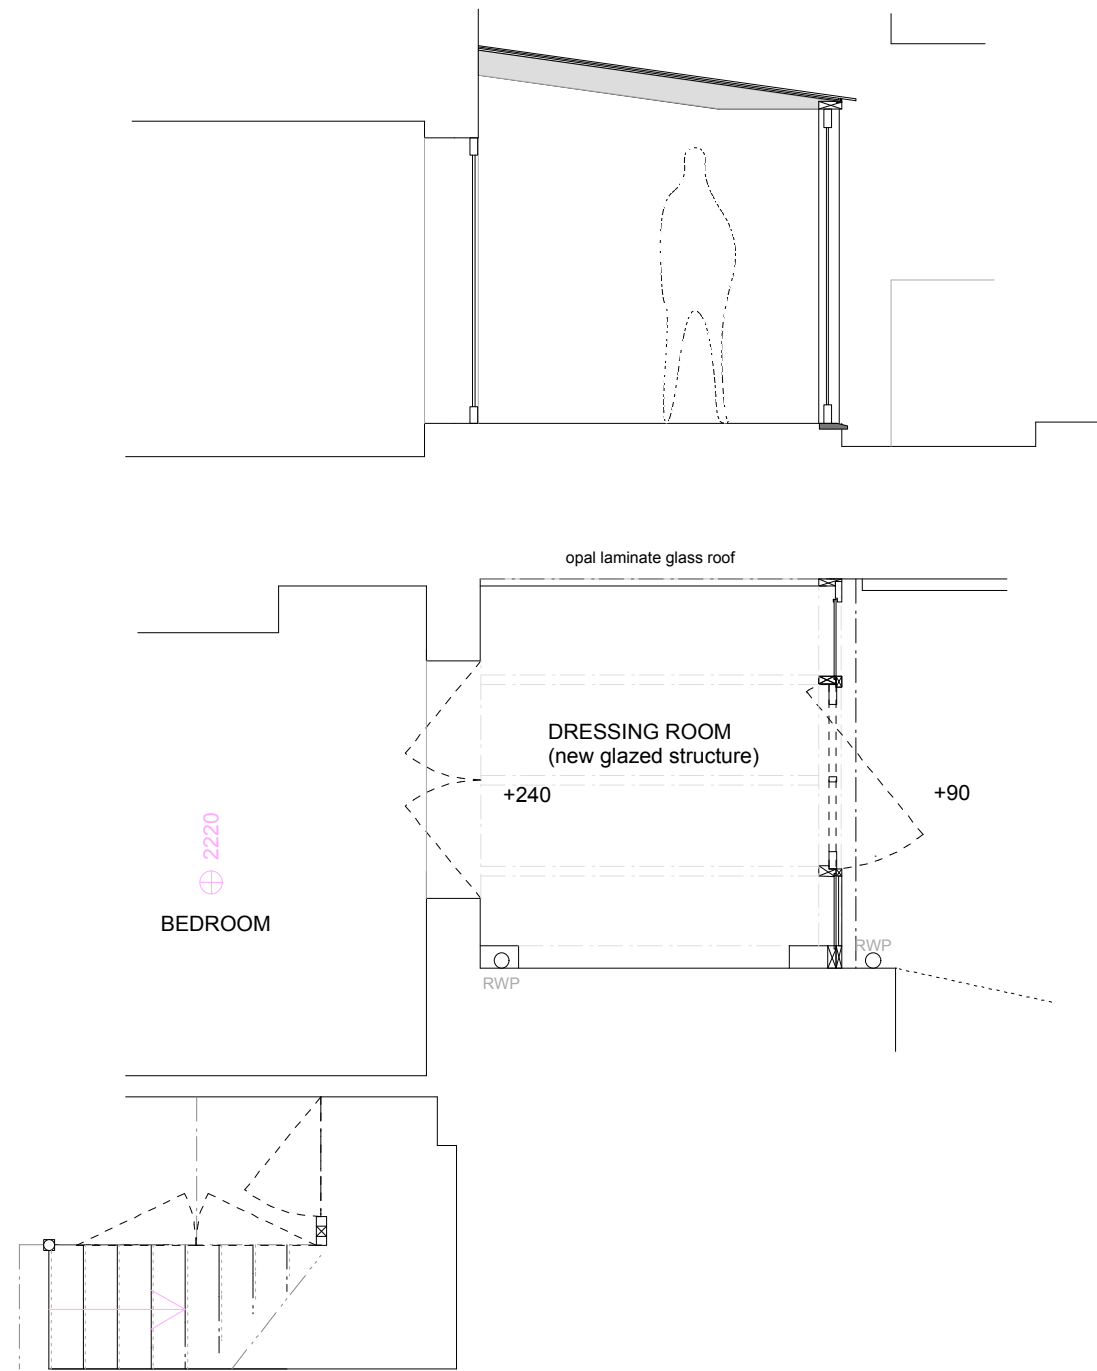 opal laminate glass roof
DRESSING ROOM
(new glazed structure)
+240
+90
2220
BEDROOM
RWP
RWP